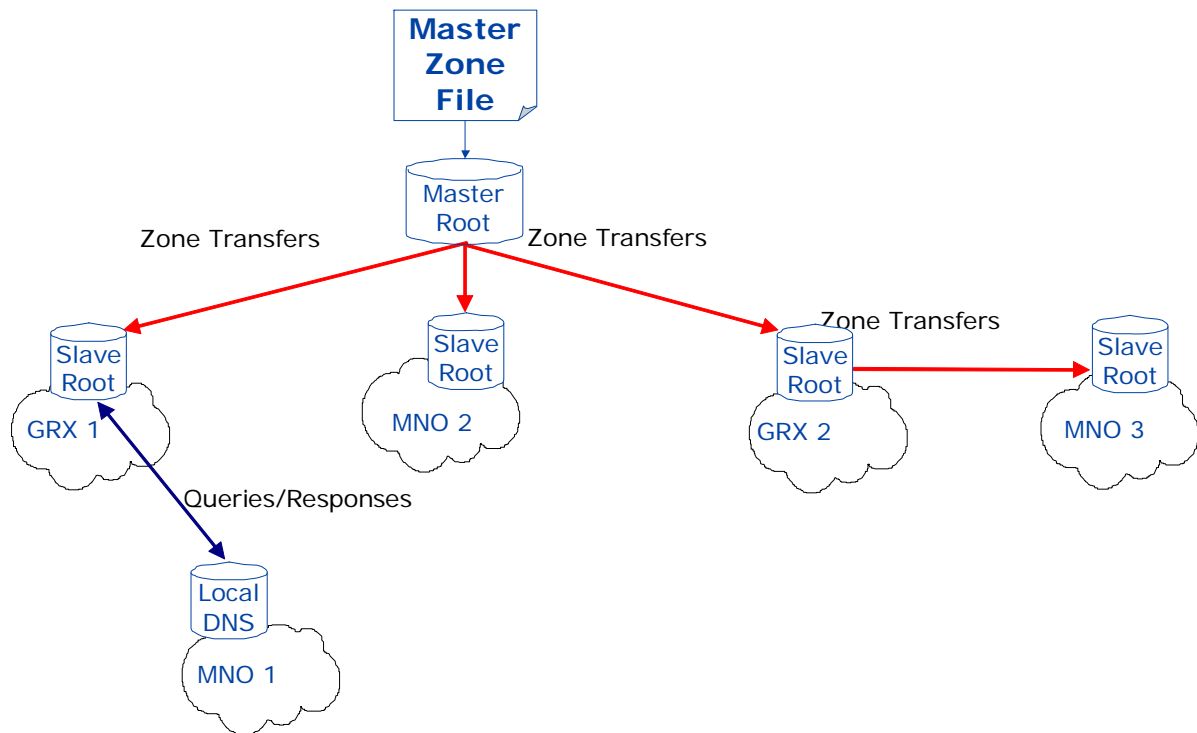 Master
Zone
File
Master
Root
Zone Transfers
Zone Transfers
Zone Transfers
Slave
Root
Slave
Root
Slave
Root
Slave
Root
GRX 1
MNO 2
GRX 2
MNO 3
Queries/Responses
Local
DNS
MNO 1